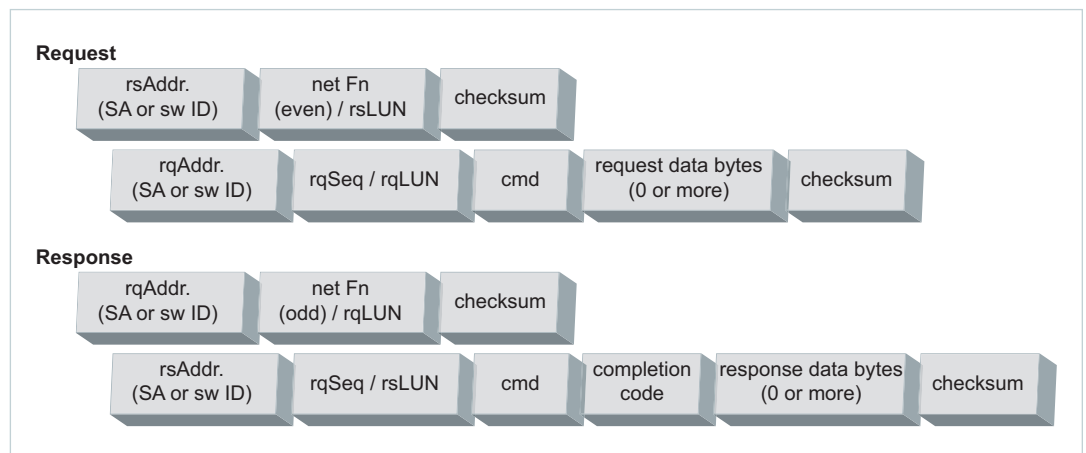 Request
rsAddr.
(SA or sw ID)
net Fn
(even) / rsLUN
checksum
rqAddr.
(SA or sw ID)
rqSeq / rqLUN
cmd
request data bytes
(0 or more)
checksum
Response
rqAddr.
(SA or sw ID)
net Fn
(odd) / rqLUN
checksum
rsAddr.
(SA or sw ID)
rqSeq / rsLUN
cmd
completion
code
response data bytes
(0 or more)
checksum